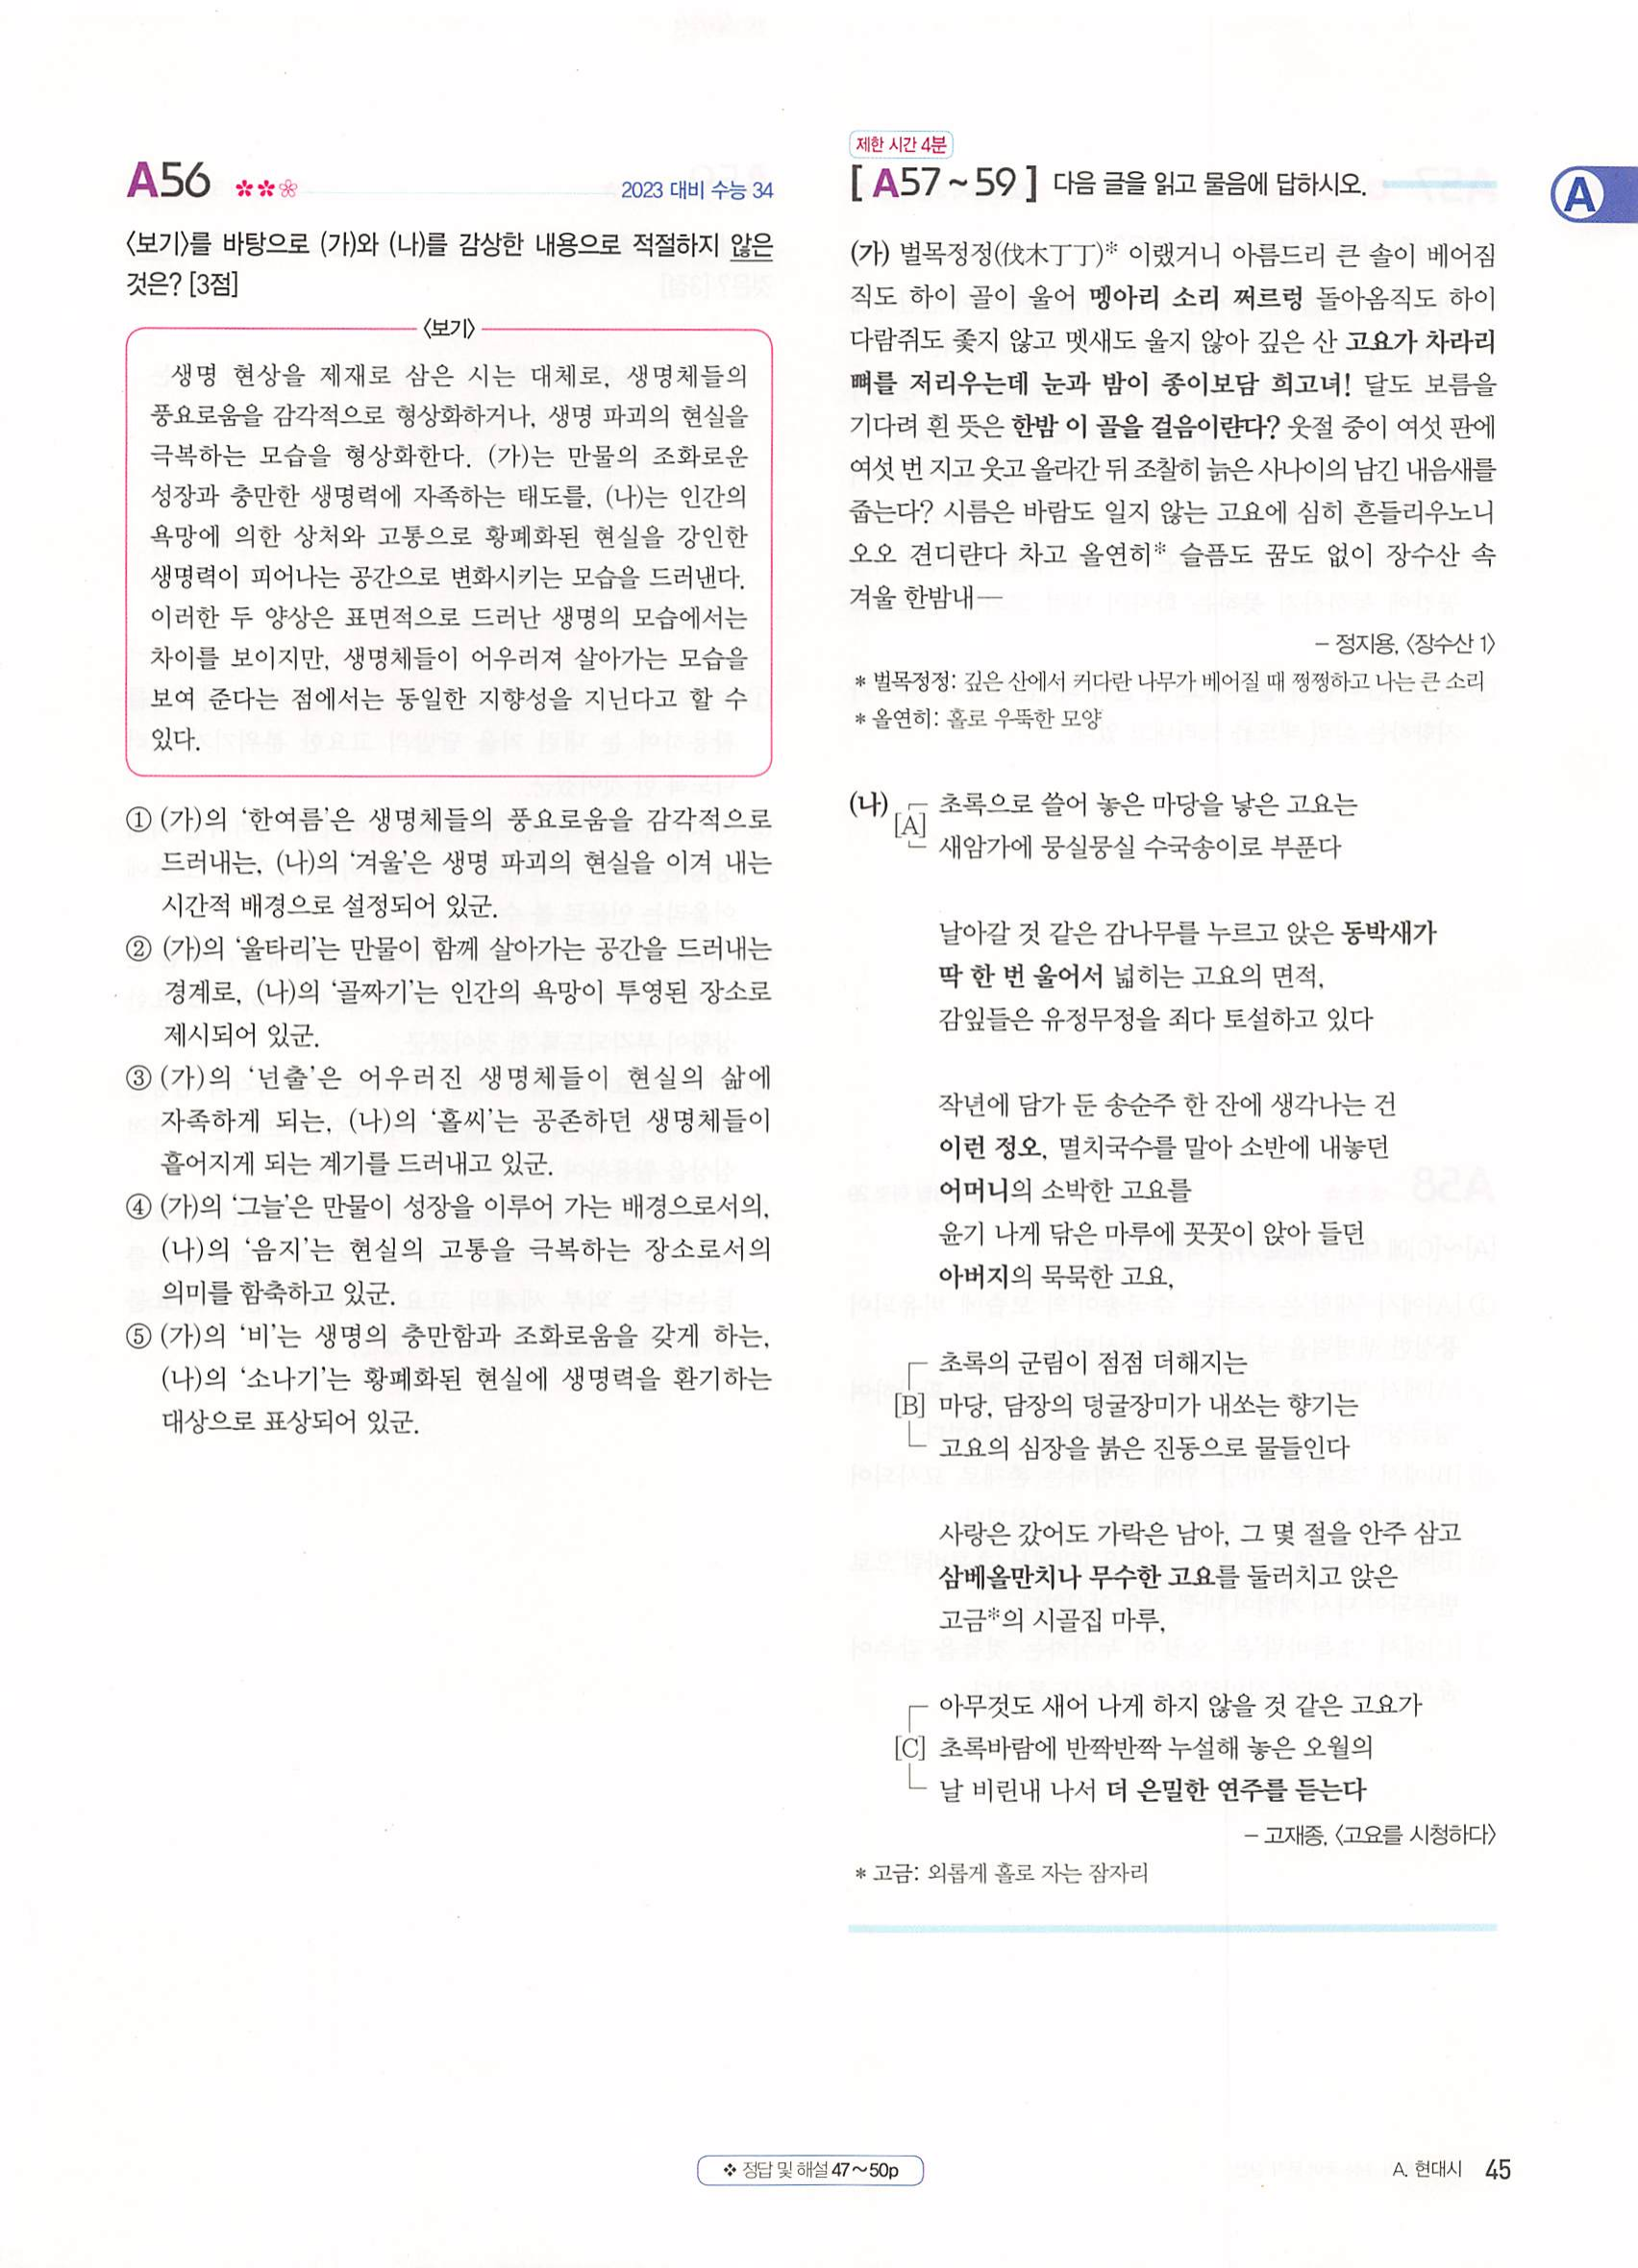 A56
2023 대비 수능 34
<보기>를 바탕으로 (가)와 (나)를 감상한 내용으로 적절하지 않은
것은? [3점]
<보기>
생명 현상을 제재로 삼은 시는 대체로, 생명체들의
풍요로움을 감각적으로 형상화하거나, 생명 파괴의 현실을
극복하는 모습을 형상화한다. (가)는 만물의 조화로운
성장과 충만한 생명력에 자족하는 태도를, (나)는 인간의
욕망에 의한 상처와 고통으로 황폐화된 현실을 강인한
생명력이 피어나는 공간으로 변화시키는 모습을 드러낸다.
이러한 두 양상은 표면적으로 드러난 생명의 모습에서는
차이를 보이지만, 생명체들이 어우러져 살아가는 모습을
보여 준다는 점에서는 동일한 지향성을 지닌다고 할 수
있다.
① (가)의 '한여름'은 생명체들의 풍요로움을 감각적으로
드러내는, (나)의 '겨울'은 생명 파괴의 현실을 이겨 내는
시간적 배경으로 설정되어 있군.
② (가)의 '울타리'는 만물이 함께 살아가는 공간을 드러내는
경계로, (나)의 '골짜기'는 인간의 욕망이 투영된 장소로
제시되어 있군.
③ (가)의 '넌출'은 어우러진 생명체들이 현실의 삶에
자족하게 되는, (나)의 '홀씨'는 공존하던 생명체들이
흩어지게 되는 계기를 드러내고 있군.
④ (가)의 '그늘'은 만물이 성장을 이루어 가는 배경으로서의,
(나)의 '음지'는 현실의 고통을 극복하는 장소로서의
의미를 함축하고 있군.
⑤ (가)의 '비'는 생명의 충만함과 조화로움을 갖게 하는,
(나)의 '소나기'는 황폐화된 현실에 생명력을 환기하는
대상으로 표상되어 있군.
제한 시간 4분
[ A57~59 ] 다음 글을 읽고 물음에 답하시오.
A
(가) 벌목정정(伐木丁丁)* 이랬거니 아름드리 큰 솔이 베어짐
직도 하이 골이 울어 멩아리 소리 쩌르렁 돌아옴직도 하이
다람쥐도 좇지 않고 멧새도 울지 않아 깊은 산 고요가 차라리
뼈를 저리우는데 눈과 밤이 종이보담 희고녀! 달도 보름을
기다려 흰 뜻은 한밤 이 골을 걸음이랸다? 웃절 중이 여섯 판에
여섯 번 지고 웃고 올라간 뒤 조찰히 늙은 사나이의 남긴 내음새를
줍는다? 시름은 바람도 일지 않는 고요에 심히 흔들리우노니
오오 견디랸다 차고 올연히* 슬픔도 꿈도 없이 장수산 속
겨울 한밤내—
– 정지용, <장수산 1>
* 벌목정정: 깊은 산에서 커다란 나무가 베어질 때 쩡쩡하고 나는 큰 소리
* 올연히: 홀로 우뚝한 모양
(나) 초록으로 쓸어 놓은 마당을 낳은 고요는
[A] 새암가에 뭉실뭉실 수국송이로 부푼다
날아갈 것 같은 감나무를 누르고 앉은 동박새가
딱 한 번 울어서 넓히는 고요의 면적,
감잎들은 유정무정을 죄다 토설하고 있다
작년에 담가 둔 송순주 한 잔에 생각나는 건
이런 정오, 멸치국수를 말아 소반에 내놓던
어머니의 소박한 고요를
윤기 나게 닦은 마루에 꼿꼿이 앉아 들던
아버지의 묵묵한 고요,
초록의 군림이 점점 더해지는
[B] 마당, 담장의 덩굴장미가 내쏘는 향기는
고요의 심장을 붉은 진동으로 물들인다
사랑은 갔어도 가락은 남아, 그 몇 절을 안주 삼고
삼베올만치나 무수한 고요를 둘러치고 앉은
고금*의 시골집 마루,
아무것도 새어 나게 하지 않을 것 같은 고요가
[C] 초록바람에 반짝반짝 누설해 놓은 오월의
날 비린내 나서 더 은밀한 연주를 듣는다
– 고재종, <고요를 시청하다>
* 고금: 외롭게 홀로 자는 잠자리
❖ 정답 및 해설 47~50p
A. 현대시 45